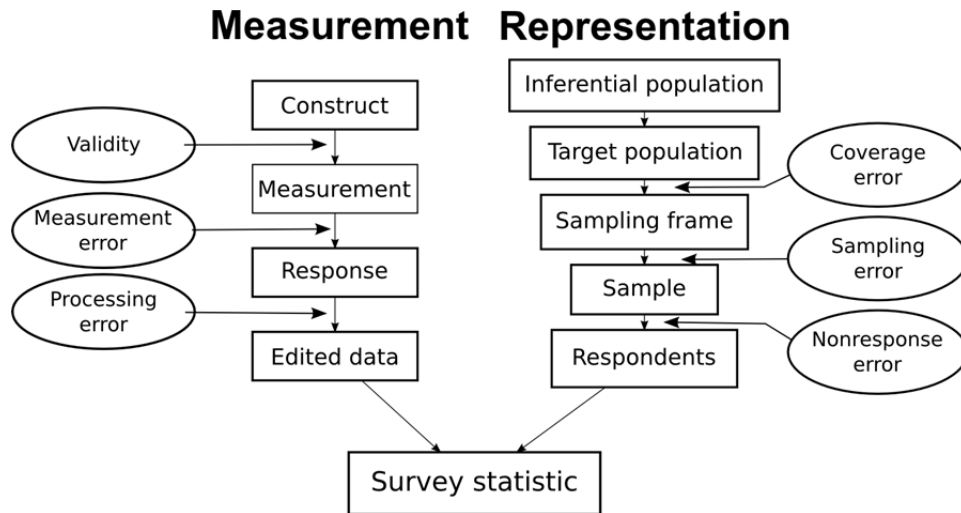 Measurement Representation
Construct
Validity
Measurement
Measurement
error
Response
Processing
error
Edited data
Inferential population
Target population
Coverage
error
Sampling frame
Sampling
error
Sample
Nonresponse
error
Respondents
Survey statistic